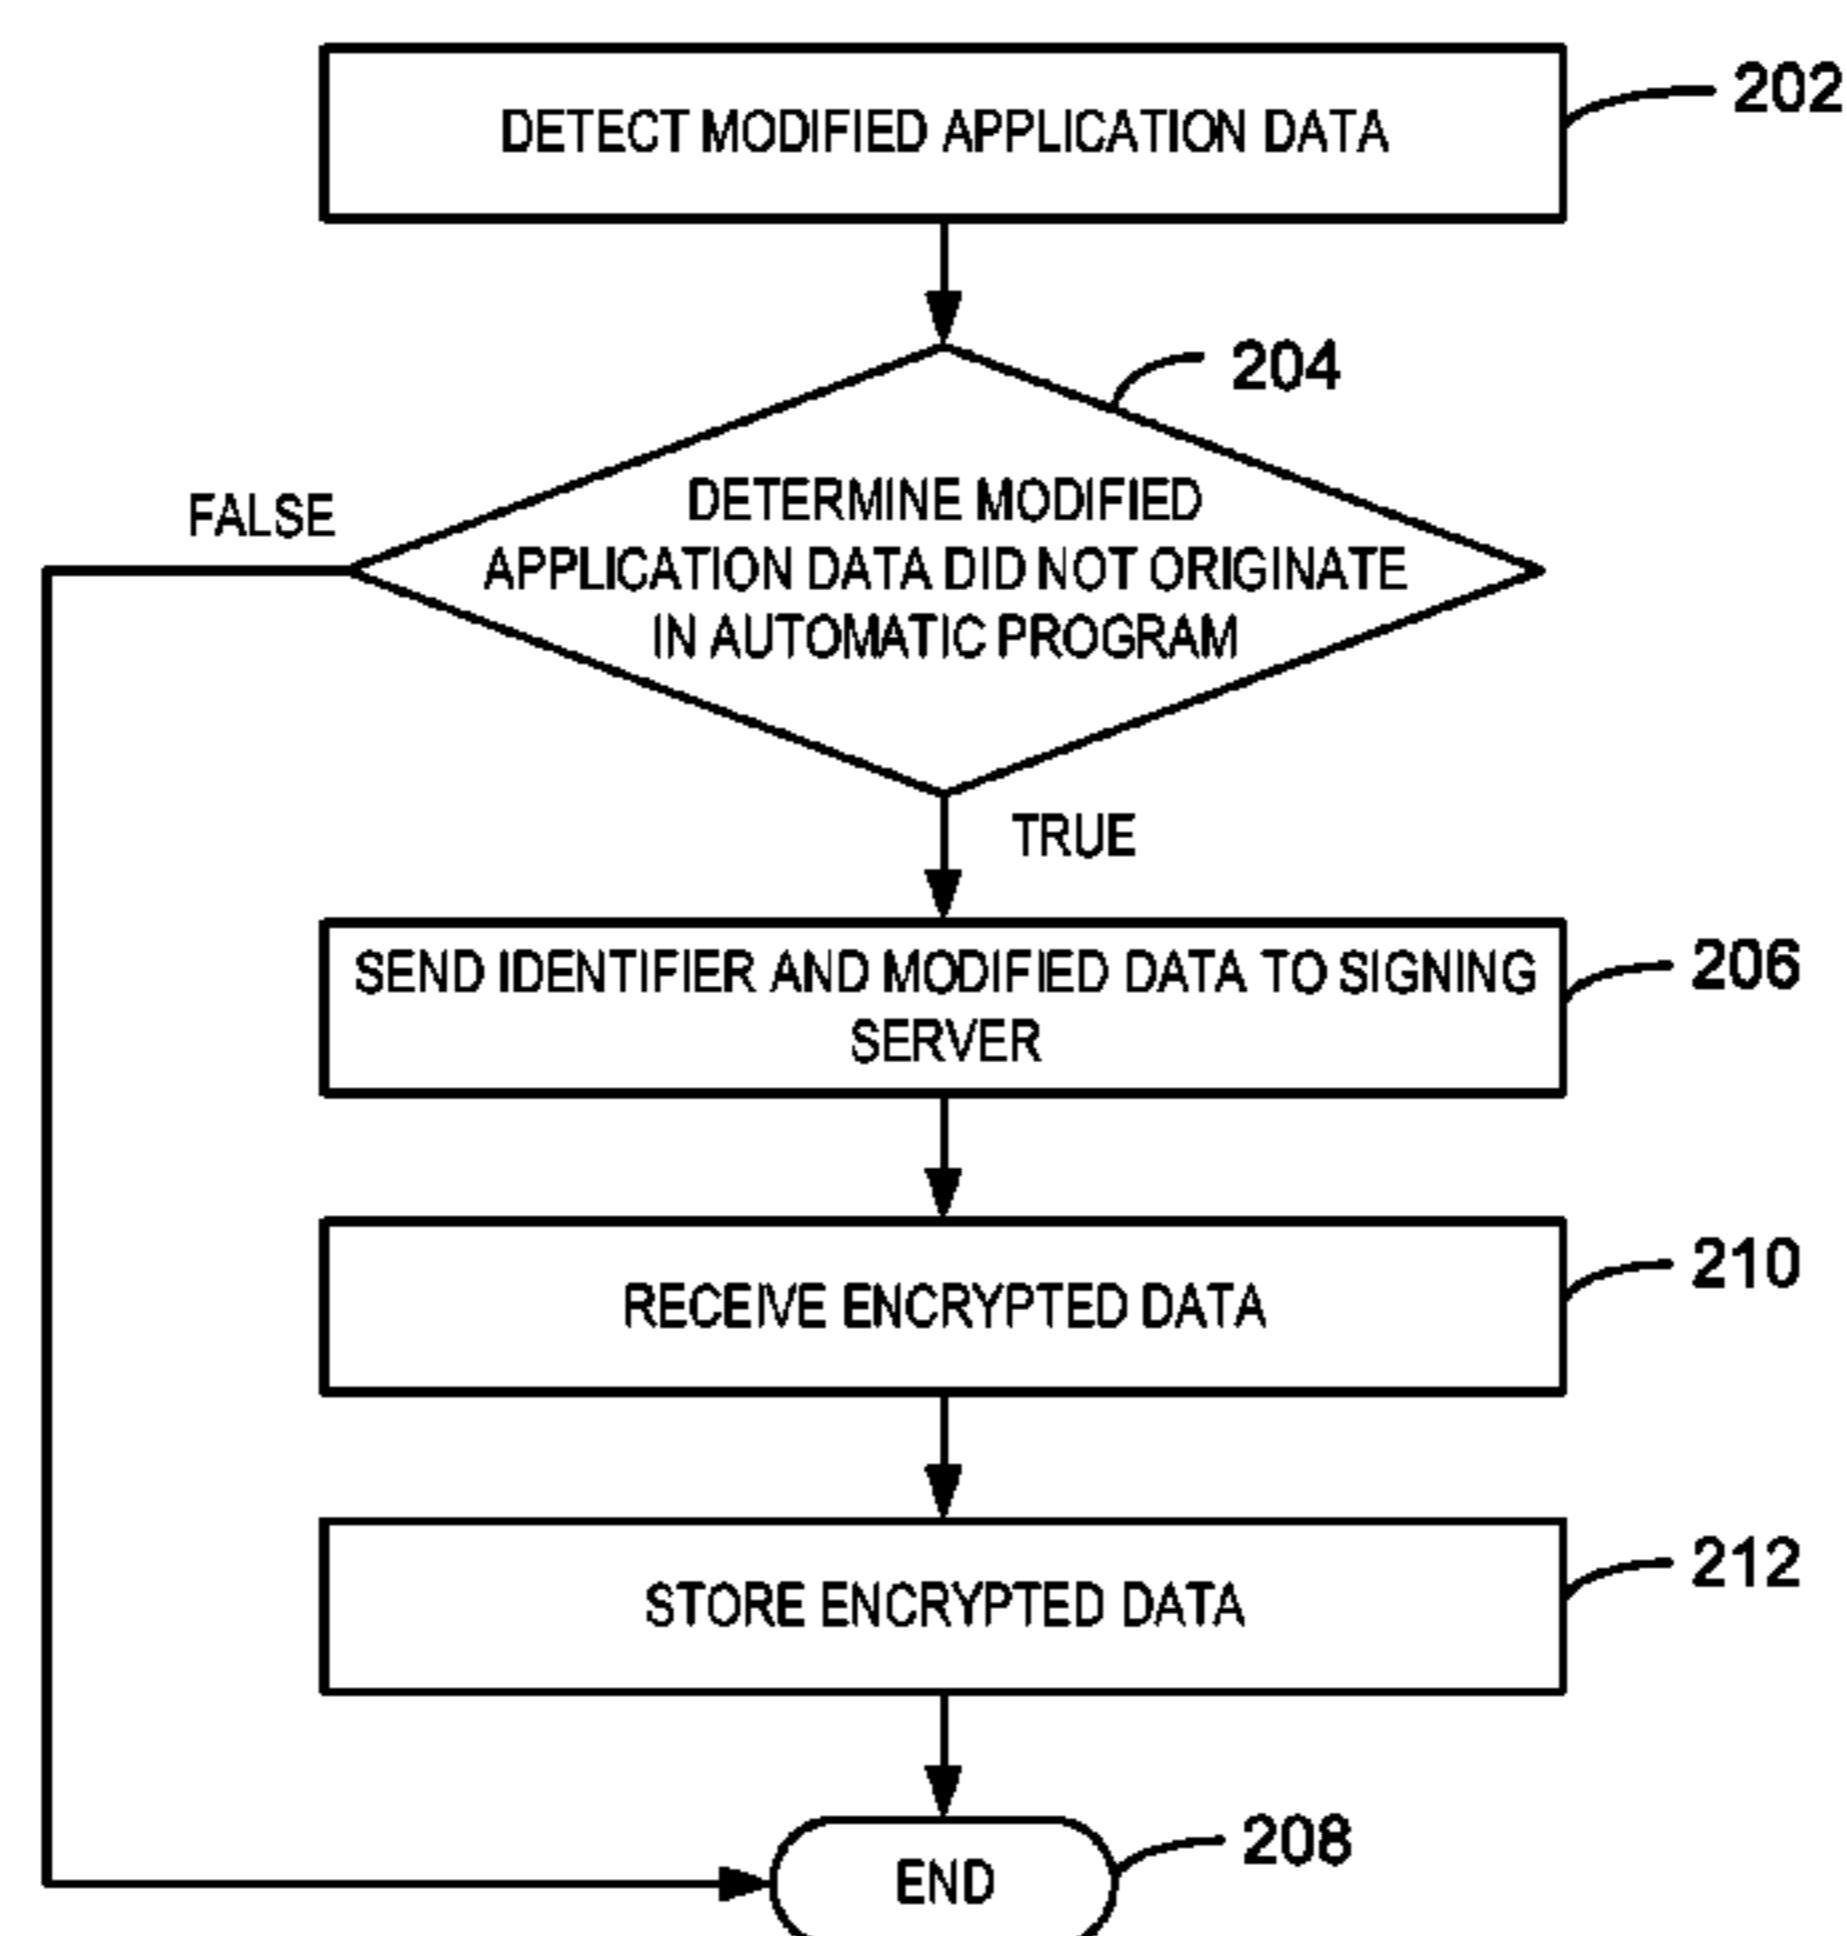 DETECT MODIFIED APPLICATION DATA
202
204
FALSE
DETERMINE MODIFIED
APPLICATION DATA DID NOT ORIGINATE
IN AUTOMATIC PROGRAM
TRUE
SEND IDENTIFIER AND MODIFIED DATA TO SIGNING
SERVER
206
RECEIVE ENCRYPTED DATA
210
STORE ENCRYPTED DATA
212
END
208